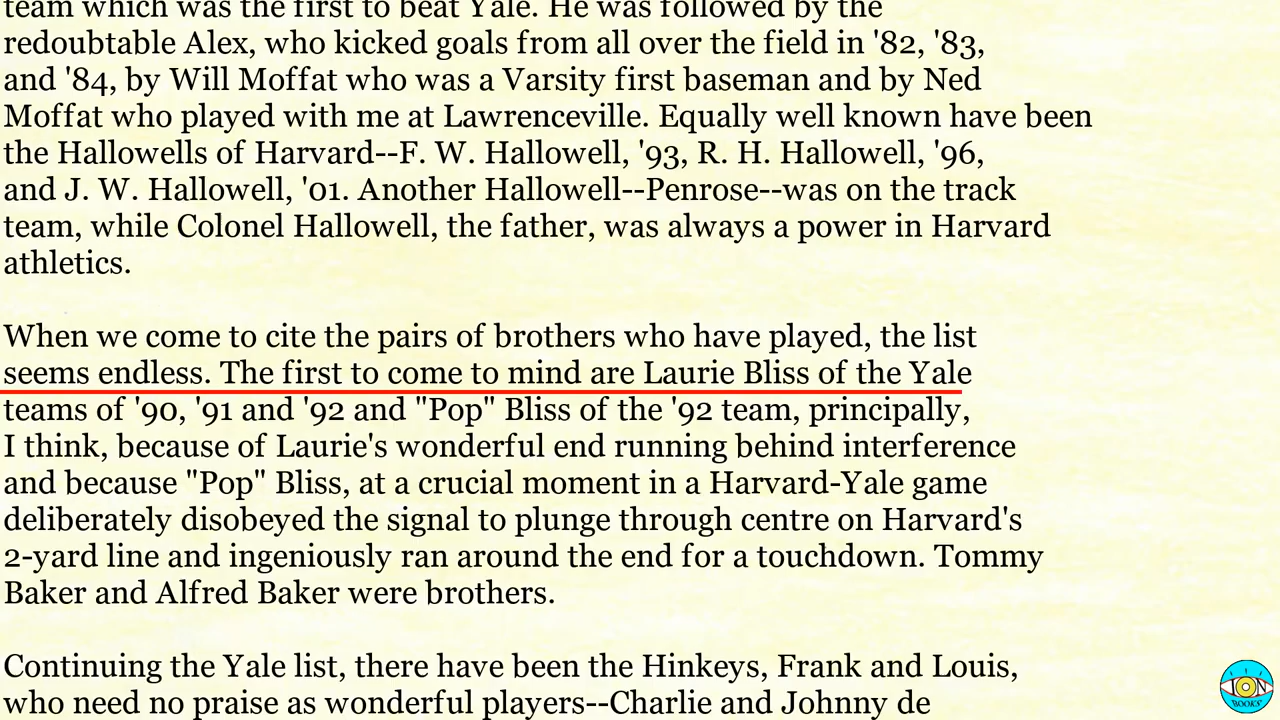 team which was the first to beat Yale. He was followed by the
redoubtable Alex, who kicked goals from all over the field in '82, '83,
and '84, by Will Moffat who was a Varsity first baseman and by Ned
Moffat who played with me at Lawrenceville. Equally well known have been
the Hallowells of Harvard--F. W. Hallowell, '93, R. H. Hallowell, '96,
and J. W. Hallowell, '01. Another Hallowell--Penrose--was on the track
team, while Colonel Hallowell, the father, was always a power in Harvard
athletics.
When we come to cite the pairs of brothers who have played, the list
seems endless. The first to come to mind are Laurie Bliss of the Yale
teams of '90, '91 and '92 and "Pop" Bliss of the '92 team, principally,
I think, because of Laurie's wonderful end running behind interference
and because "Pop" Bliss, at a crucial moment in a Harvard-Yale game
deliberately disobeyed the signal to plunge through centre on Harvard's
2-yard line and ingeniously ran around the end for a touchdown. Tommy
Baker and Alfred Baker were brothers.
Continuing the Yale list, there have been the Hinkeys, Frank and Louis,
who need no praise as wonderful players--Charlie and Johnny de
ION
BOOKS